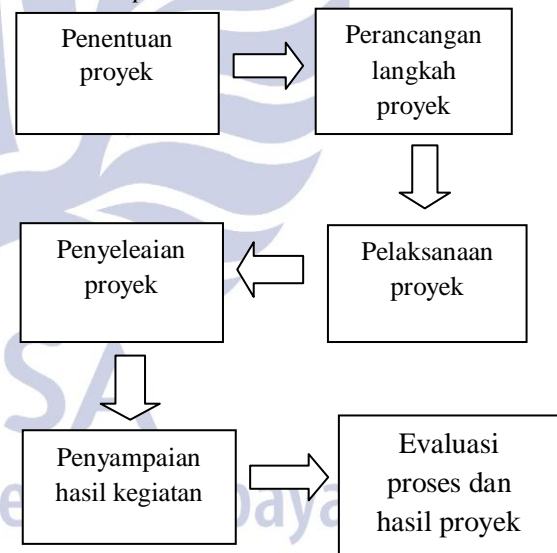 Penentuan
proyek
Perancangan
langkah
proyek
Pelaksanaan
proyek
Penyeleaian
proyek
Penyampaian
hasil kegiatan
Evaluasi
proses dan
hasil proyek